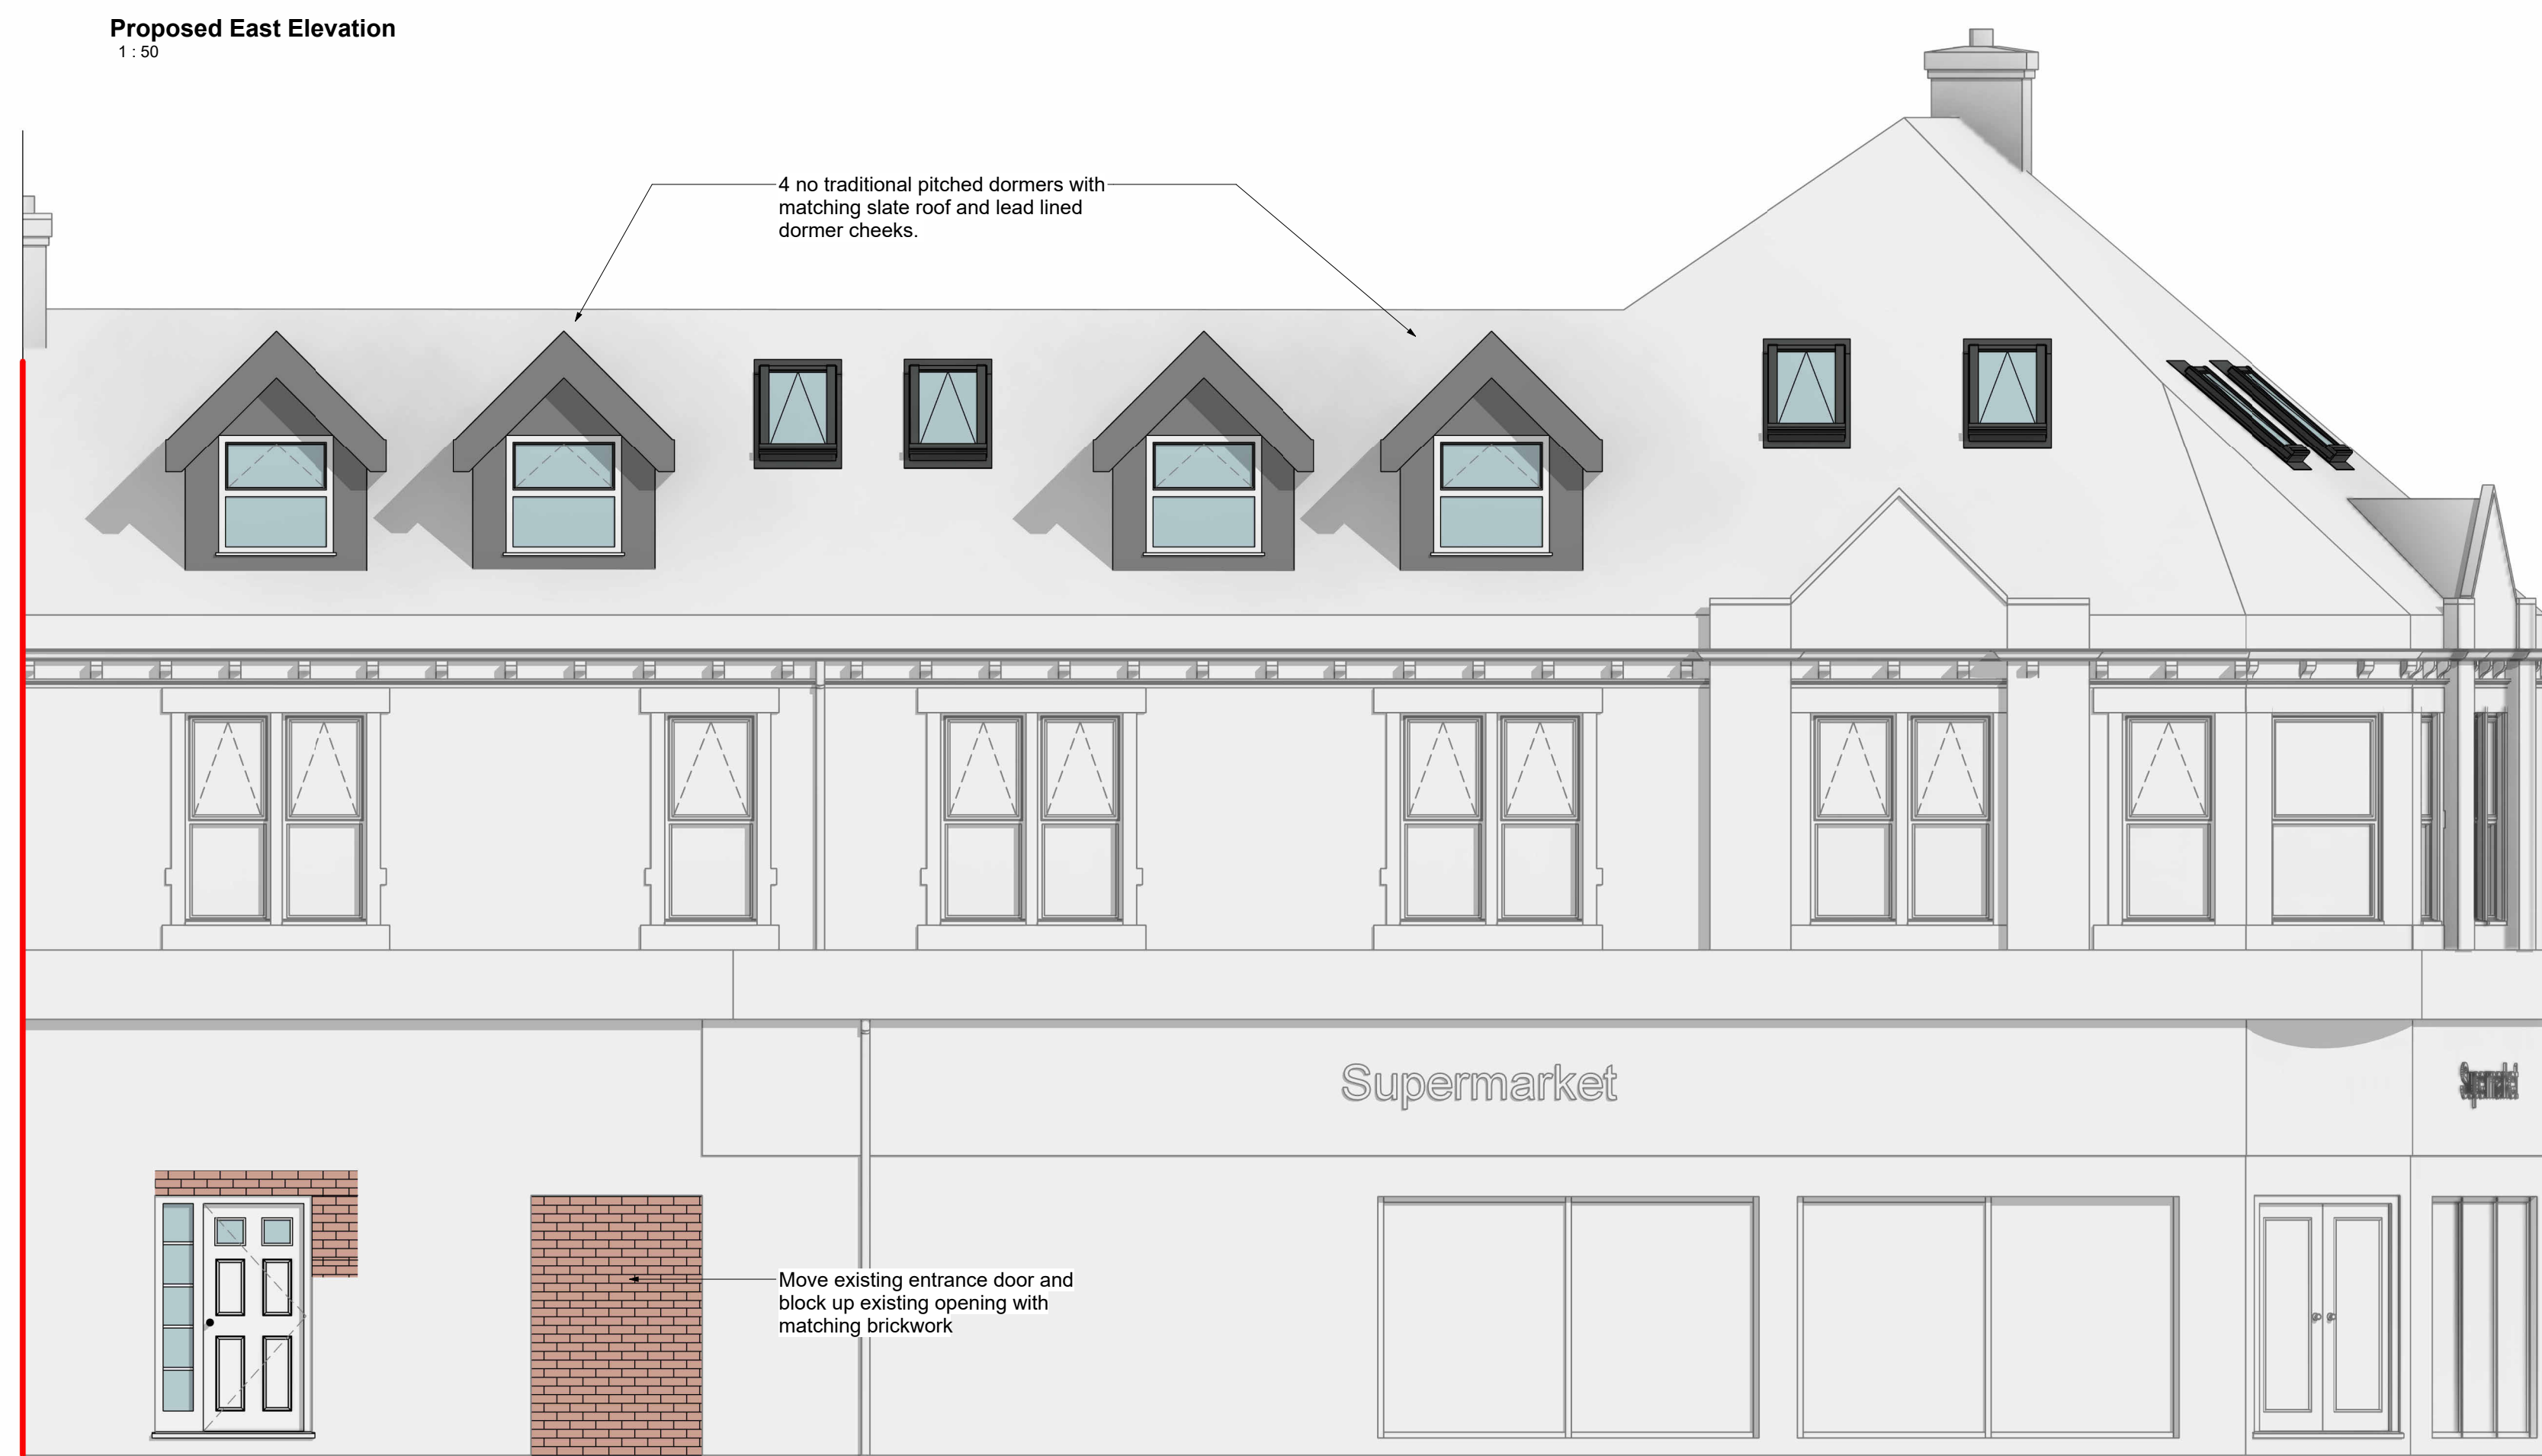 Proposed East Elevation
1 : 50
4 no traditional pitched dormers with
matching slate roof and lead lined
dormer cheeks.
Supermarket
Move existing entrance door and
block up existing opening with
matching brickwork